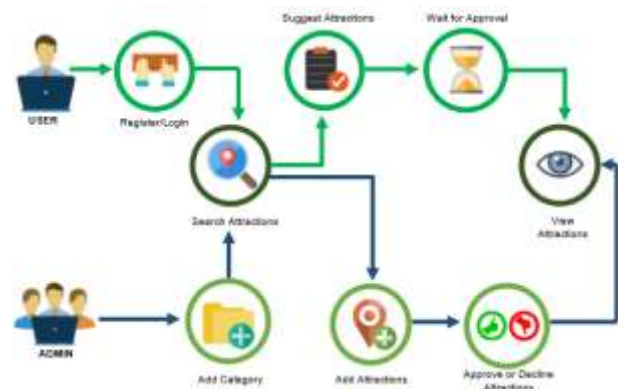 Suggest Attractions
Wait for Approval
USER
Register/Login
Search Attractions
View
Attractions
ADMIN
Add Category
Add Attractions
Approve or Decline
Attractions